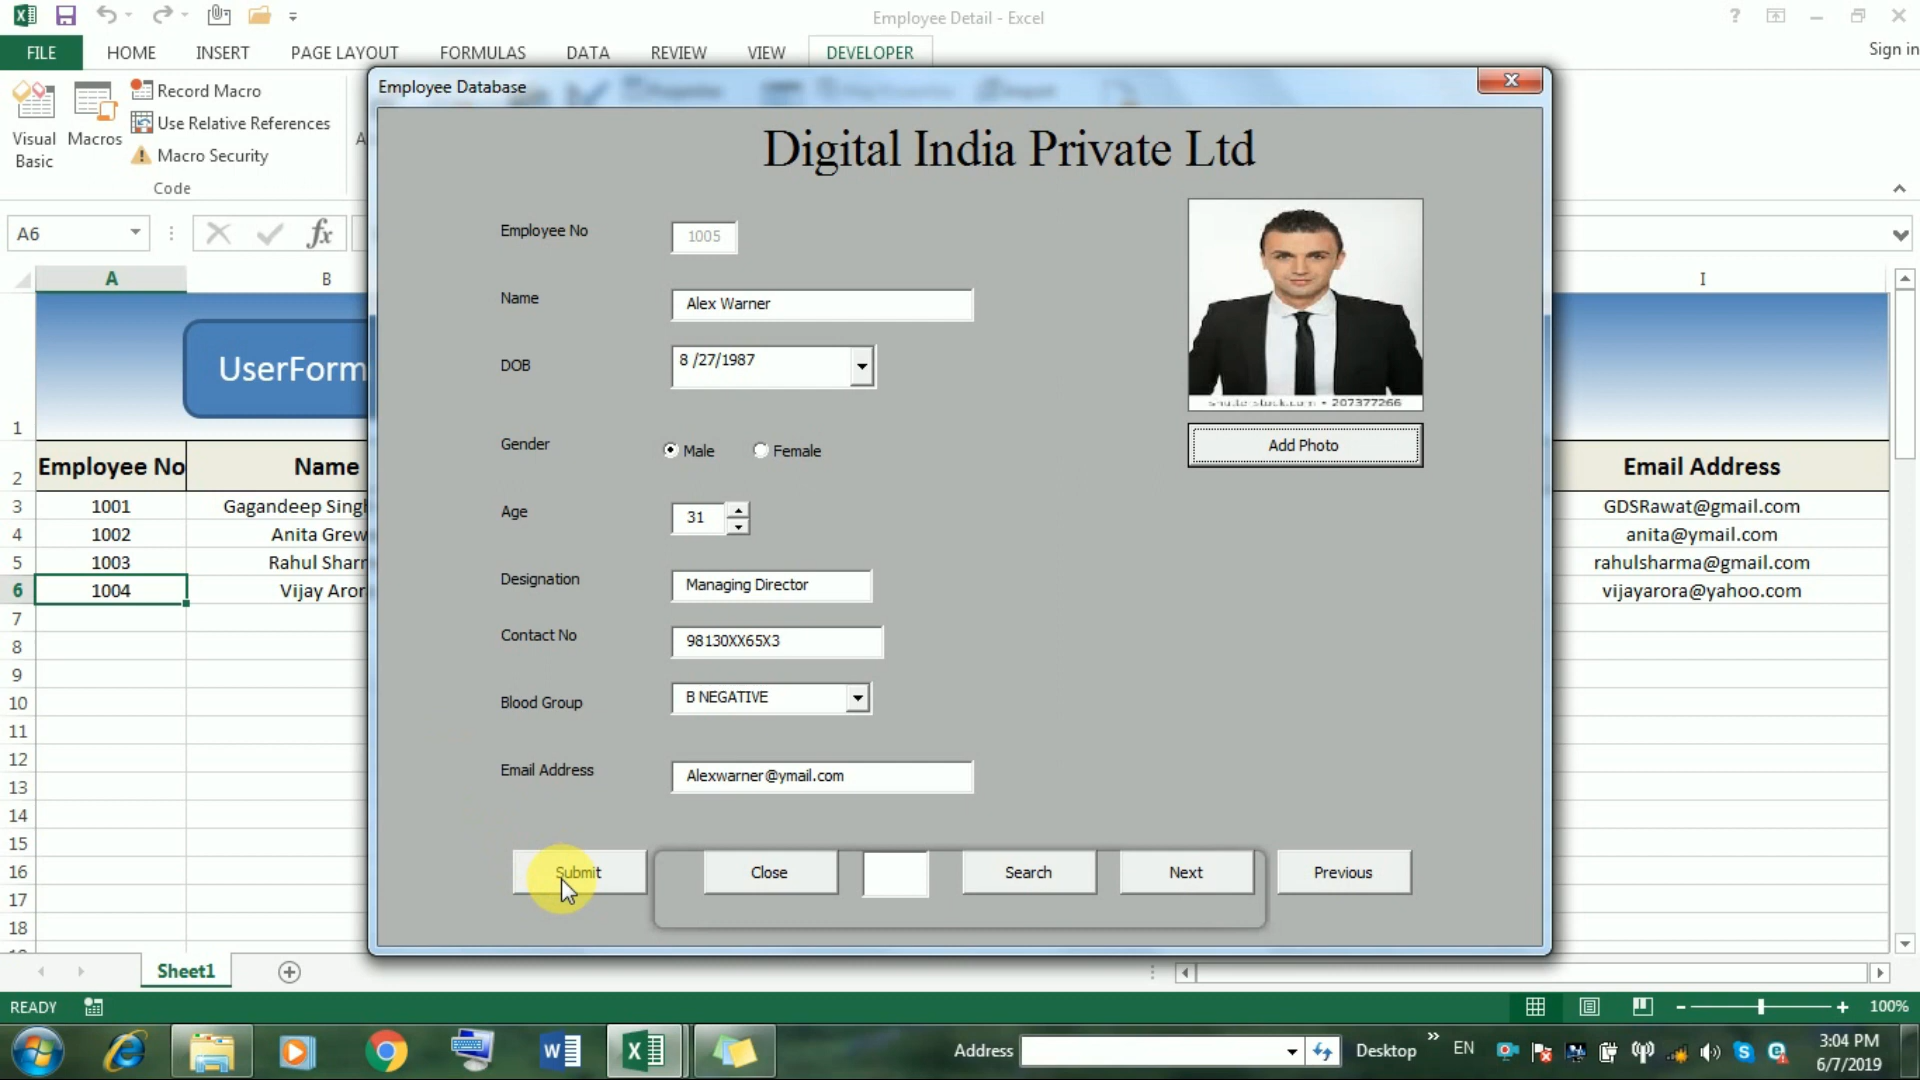 Employee Detail - Excel
FILE HOME INSERT PAGE LAYOUT FORMULAS DATA REVIEW VIEW DEVELOPER Sign in
Visual Basic
Macros
Record Macro
Use Relative References
Macro Security
Code
A6
fx
Employee Database
Digital India Private Ltd
Employee No 1005
Name Alex Warner
DOB 8 /27/1987
Gender Male Female
Age 31
Designation Managing Director
Contact No 98130XX65X3
Blood Group B NEGATIVE
Email Address Alexwarner@ymail.com
shutterstock.com • 207377266
Add Photo
Submit Close Search Next Previous
A B I
UserForm
1
2 Employee No Name Email Address
3 1001 Gagandeep Singh GDSRawat@gmail.com
4 1002 Anita Grew anita@ymail.com
5 1003 Rahul Shar rahulsharma@gmail.com
6 1004 Vijay Aror vijayarora@yahoo.com
7
8
9
10
11
12
13
14
15
16
17
18
Sheet1
READY 100%
Address Desktop EN 3:04 PM
6/7/2019